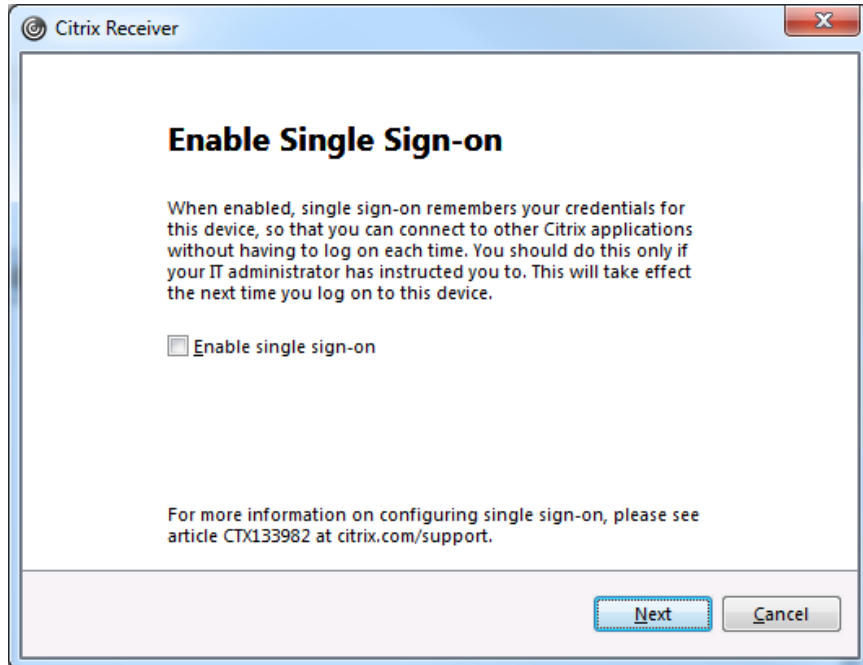 Citrix Receiver
Enable Single Sign-on
When enabled, single sign-on remembers your credentials for
this device, so that you can connect to other Citrix applications
without having to log on each time. You should do this only if
your IT administrator has instructed you to. This will take effect
the next time you log on to this device.
Enable single sign-on
For more information on configuring single sign-on, please see
article CTX133982 at citrix.com/support.
Next
Cancel